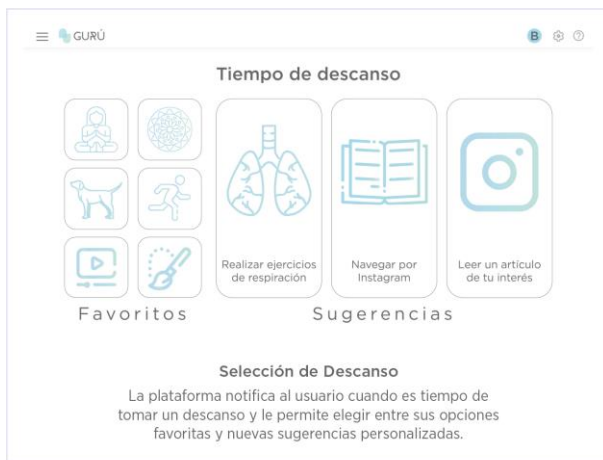 GURÚ
B
?
Tiempo de descanso
Realizar ejercicios
de respiración
Navegar por
Instagram
Leer un artículo
de tu interés
Favoritos
Sugerencias
Selección de Descanso
La plataforma notifica al usuario cuando es tiempo de
tomar un descanso y le permite elegir entre sus opciones
favoritas y nuevas sugerencias personalizadas.